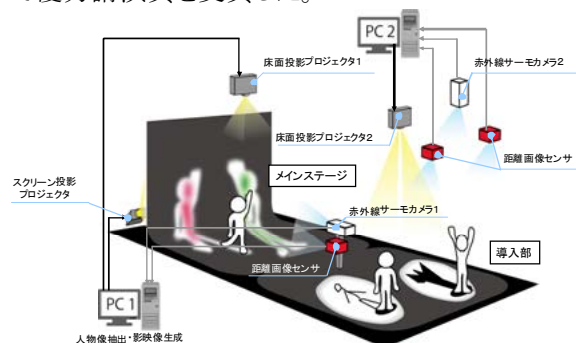 PC 2
床面投影プロジェクタ1
赤外線サーモカメラ2
床面投影プロジェクタ2
距離画像センサ
メインステージ
スクリーン投影
プロジェクタ
赤外線サーモカメラ1
導入部
距離画像センサ
PC 1
人物像抽出・影映像生成